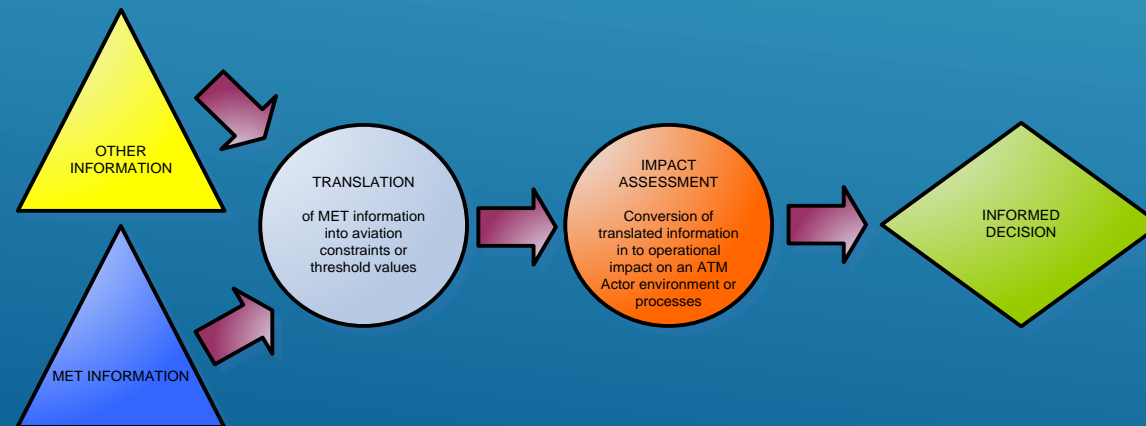 OTHER
INFORMATION
MET INFORMATION
TRANSLATION
of MET information
into aviation
constraints or
threshold values
IMPACT
ASSESSMENT
Conversion of
translated information
in to operational
impact on an ATM
Actor environment or
processes
INFORMED
DECISION